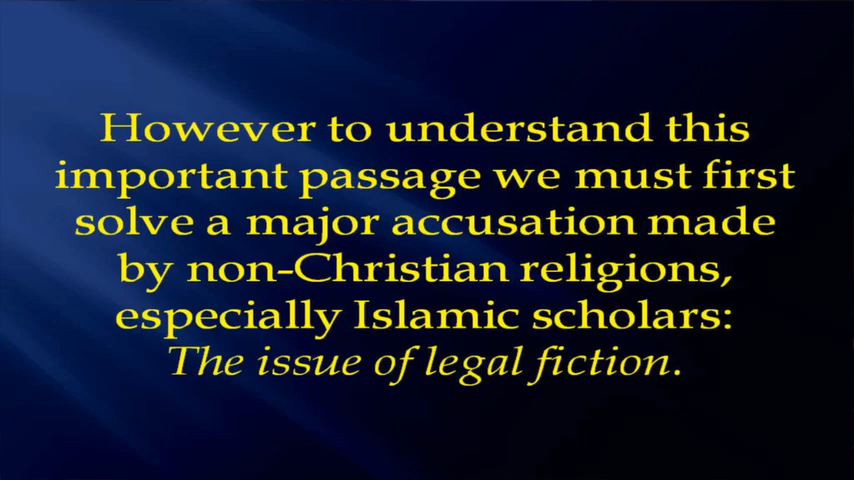 However to understand this
important passage we must first
solve a major accusation made
by non-Christian religions,
especially Islamic scholars:
The issue of legal fiction.